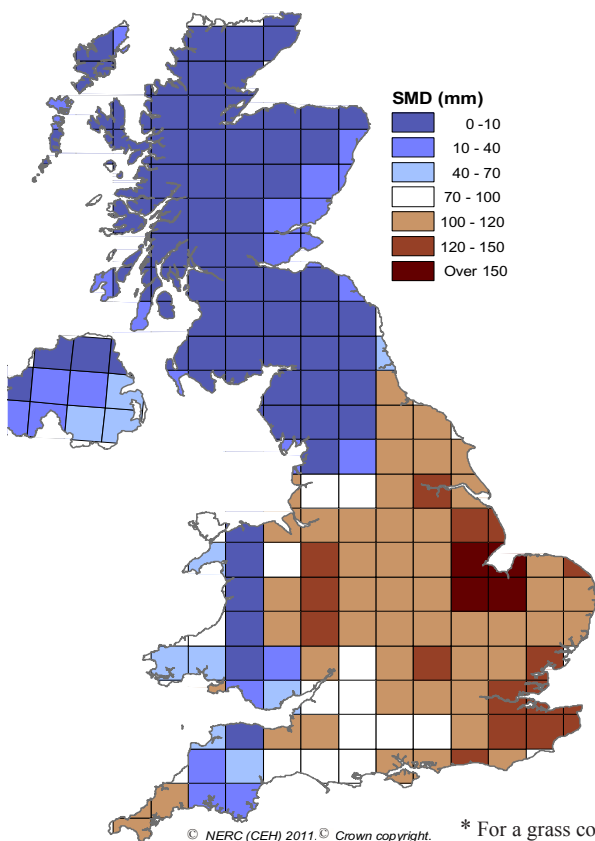 SMD (mm)
0 -10
10 - 40
40 - 70
70 - 100
100 - 120
120 - 150
Over 150
© NERC (CEH) 2011. © Crown copyright.
* For a grass co